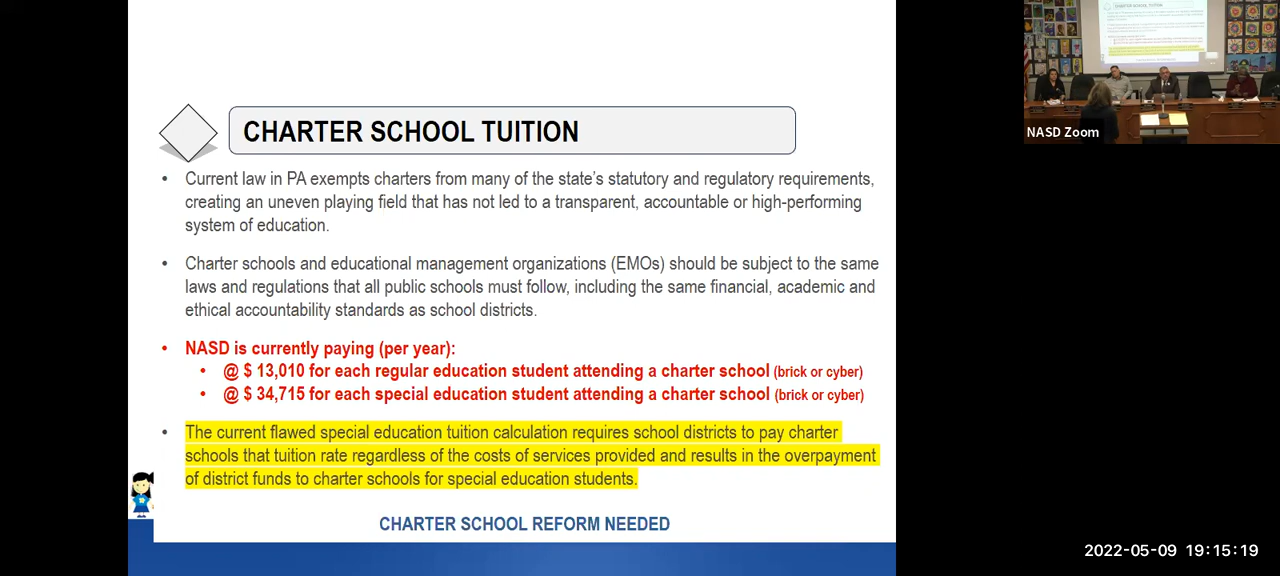 CHARTER SCHOOL TUITION
• Current law in PA exempts charters from many of the state's statutory and regulatory requirements,
creating an uneven playing field that has not led to a transparent, accountable or high-performing
system of education.
• Charter schools and educational management organizations (EMOs) should be subject to the same
laws and regulations that all public schools must follow, including the same financial, academic and
ethical accountability standards as school districts.
• NASD is currently paying (per year):
• @ $ 13,010 for each regular education student attending a charter school (brick or cyber)
• @ $ 34,715 for each special education student attending a charter school (brick or cyber)
• The current flawed special education tuition calculation requires school districts to pay charter
schools that tuition rate regardless of the costs of services provided and results in the overpayment
of district funds to charter schools for special education students.
CHARTER SCHOOL REFORM NEEDED
CHARTER SCHOOL TUITION
NASD Zoom
2022-05-09 19:15:19